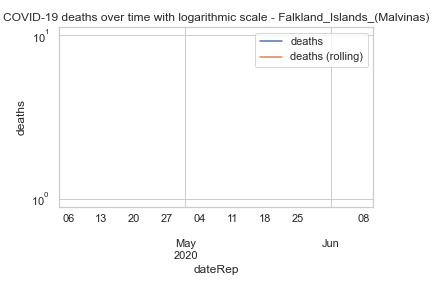 COVID-19 deaths over time with logarithmic scale - Falkland_Islands_(Malvinas)
10¹
deaths
deaths (rolling)
deaths
10⁰
06 13 20 27 04 11 18 25 08
May Jun
2020
dateRep